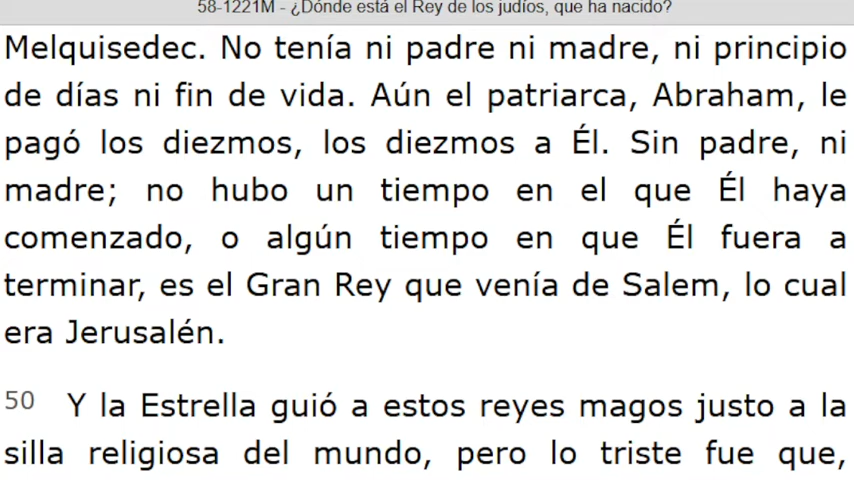 58-1221M - ¿Dónde está el Rey de los judíos, que ha nacido?
Melquisedec. No tenía ni padre ni madre, ni principio
de días ni fin de vida. Aún el patriarca, Abraham, le
pagó los diezmos, los diezmos a Él. Sin padre, ni
madre; no hubo un tiempo en el que Él haya
comenzado, o algún tiempo en que Él fuera a
terminar, es el Gran Rey que venía de Salem, lo cual
era Jerusalén.
50 Y la Estrella guió a estos reyes magos justo a la
silla religiosa del mundo, pero lo triste fue que,